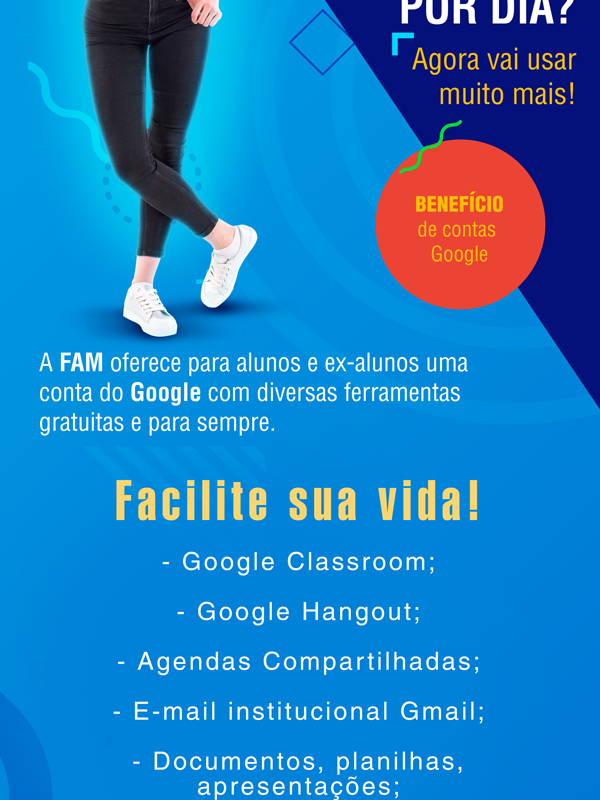 POR DIA?
Agora vai usar
muito mais!
BENEFÍCIO
de contas
Google
A FAM oferece para alunos e ex-alunos uma
conta do Google com diversas ferramentas
gratuitas e para sempre.
Facilite sua vida!
- Google Classroom;
- Google Hangout;
- Agendas Compartilhadas;
- E-mail institucional Gmail;
- Documentos, planilhas,
apresentações;